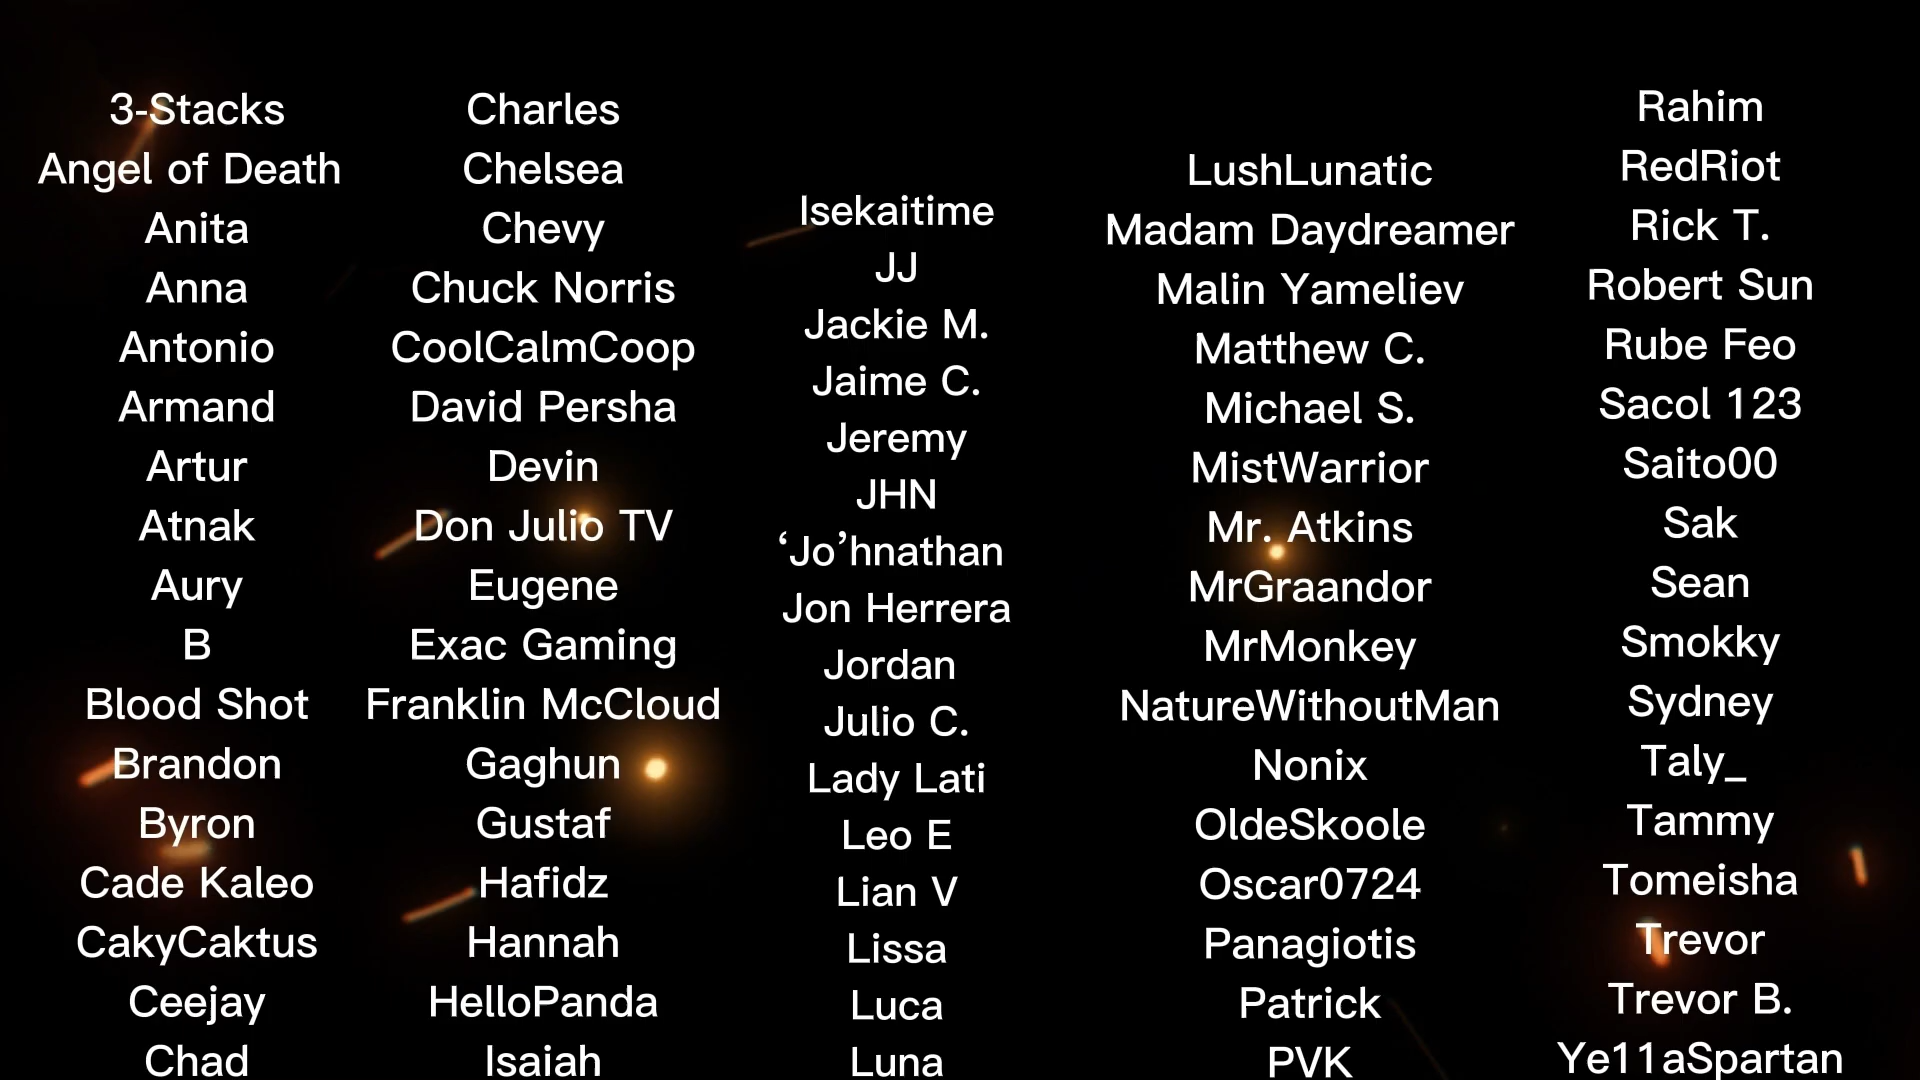 3-Stacks
Angel of Death
Anita
Anna
Antonio
Armand
Artur
Atnak
Aury
B
Blood Shot
Brandon
Byron
Cade Kaleo
CakyCaktus
Ceejay
Chad
Charles
Chelsea
Chevy
Chuck Norris
CoolCalmCoop
David Persha
Devin
Don Julio TV
Eugene
Exac Gaming
Franklin McCloud
Gaghun
Gustaf
Hafidz
Hannah
HelloPanda
Isaiah
Isekaitime
JJ
Jackie M.
Jaime C.
Jeremy
JHN
‘Jo’hnathan
Jon Herrera
Jordan
Julio C.
Lady Lati
Leo E
Lian V
Lissa
Luca
Luna
LushLunatic
Madam Daydreamer
Malin Yameliev
Matthew C.
Michael S.
MistWarrior
Mr. Atkins
MrGraandor
MrMonkey
NatureWithoutMan
Nonix
OldeSkoole
Oscar0724
Panagiotis
Patrick
PVK
Rahim
RedRiot
Rick T.
Robert Sun
Rube Feo
Sacol 123
Saito00
Sak
Sean
Smokky
Sydney
Taly_
Tammy
Tomeisha
Trevor
Trevor B.
Ye11aSpartan